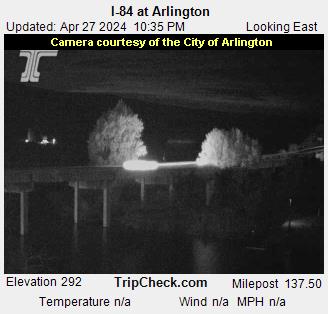 I-84 at Arlington
Updated: Apr 27 2024 10:35 PM Looking East
Camera courtesy of the City of Arlington
Elevation 292 TripCheck.com Milepost 137.50
Temperature n/a Wind n/a MPH n/a